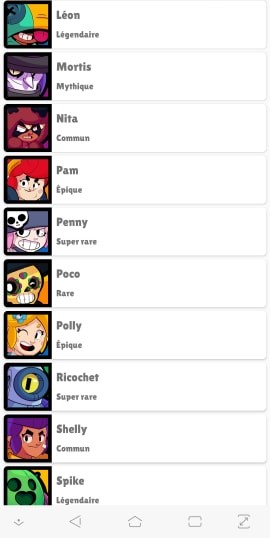 Léon
Légendaire
Mortis
Mythique
Nita
Commun
Pam
Épique
Penny
Super rare
Poco
Rare
Polly
Épique
Ricochet
Super rare
Shelly
Commun
Spike
Légendaire